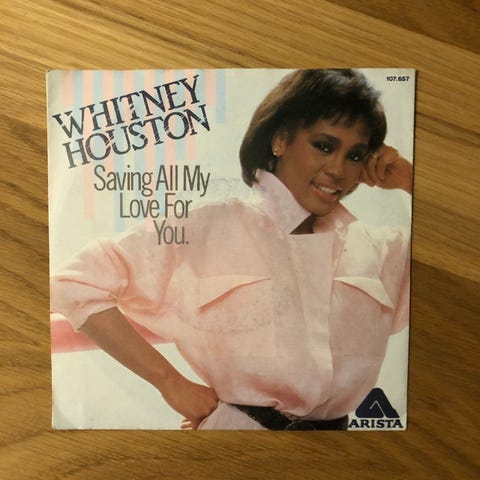 107.657
WHITNEY
HOUSTON
Saving All My
Love For
You.
ARISTA